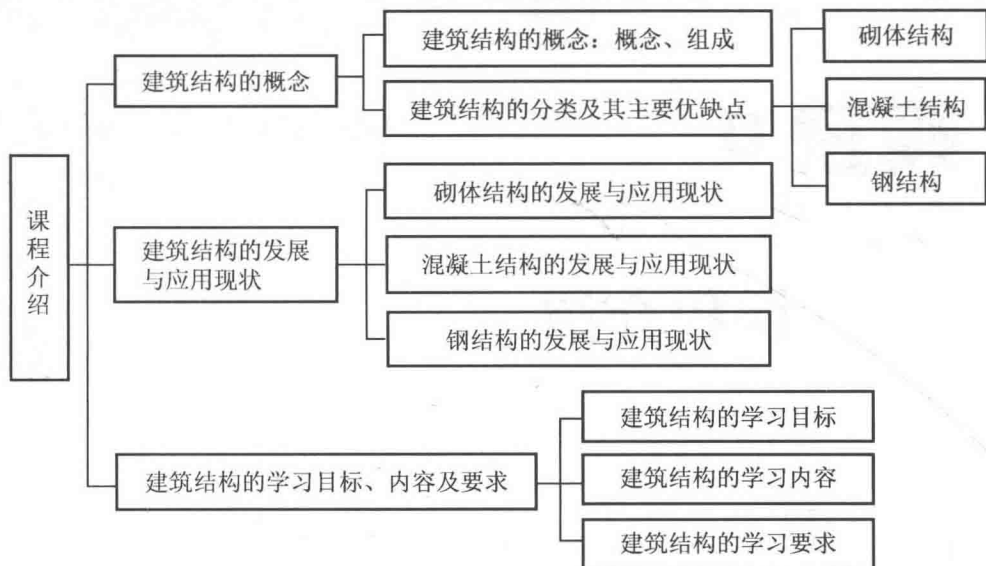 课
程
介
绍
建筑结构的概念
建筑结构的概念：概念、组成
建筑结构的分类及其主要优缺点
砌体结构
混凝土结构
钢结构
建筑结构的发展
与应用现状
砌体结构的发展与应用现状
混凝土结构的发展与应用现状
钢结构的发展与应用现状
建筑结构的学习目标、内容及要求
建筑结构的学习目标
建筑结构的学习内容
建筑结构的学习要求